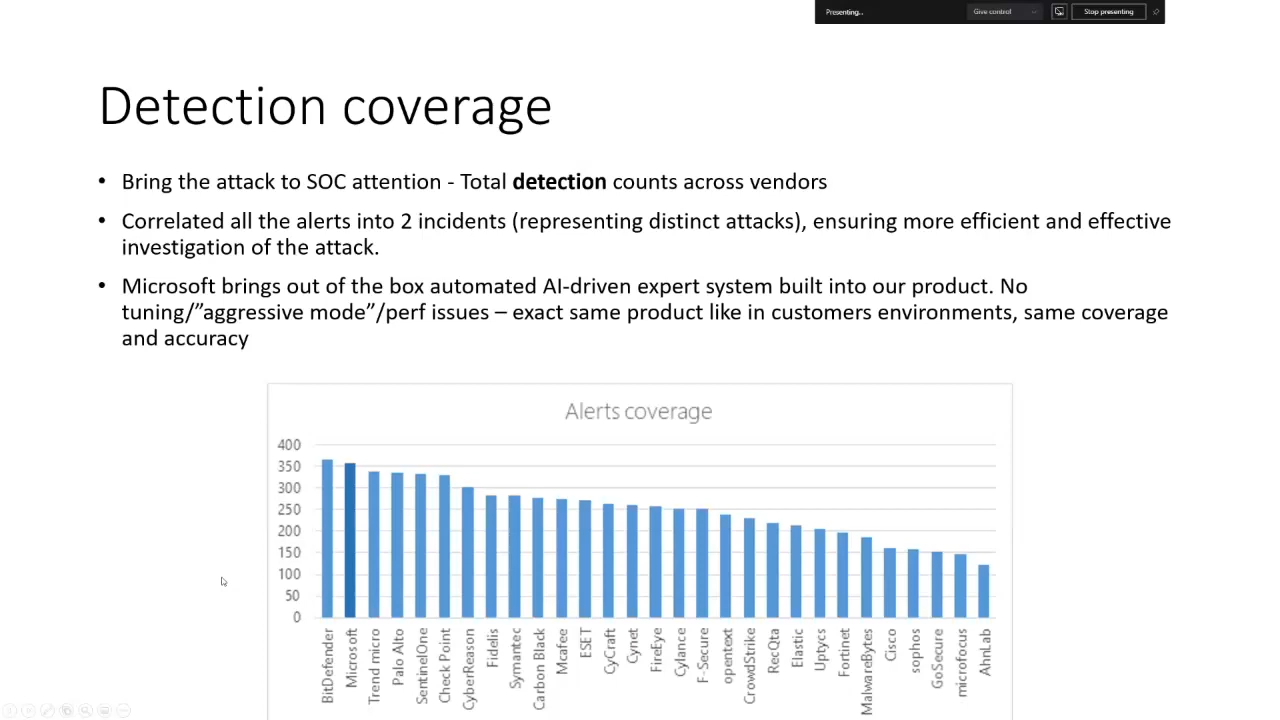 Presenting...
Give control
Stop presenting
Detection coverage
• Bring the attack to SOC attention - Total detection counts across vendors
• Correlated all the alerts into 2 incidents (representing distinct attacks), ensuring more efficient and effective
investigation of the attack.
• Microsoft brings out of the box automated AI-driven expert system built into our product. No
tuning/”aggressive mode”/perf issues – exact same product like in customers environments, same coverage
and accuracy
Alerts coverage
400
350
300
250
200
150
100
50
0
BitDefender
Microsoft
Trend micro
Palo Alto
SentinelOne
Check Point
CyberReason
Fidelis
Symantec
Carbon Black
Mcafee
ESET
CyCraft
Cynet
FireEye
Cylance
F-Secure
opentext
CrowdStrike
RecQta
Elastic
Uptycs
Fortinet
MalwareBytes
Cisco
sophos
GoSecure
microfocus
AhnLab